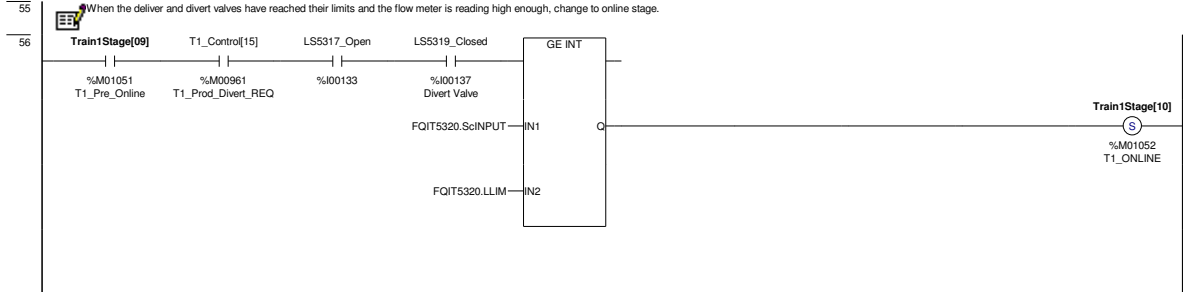 55
When the deliver and divert valves have reached their limits and the flow meter is reading high enough, change to online stage.
56
Train1Stage[09] T1_Control[15] LS5317_Open LS5319_Closed GE INT
%M01051 %M00961 %I00133 %I00137
T1_Pre_Online T1_Prod_Divert_REQ Divert Valve
Train1Stage[10]
FQIT5320.ScINPUT IN1 Q S
%M01052
T1_ONLINE
FQIT5320.LLIM IN2